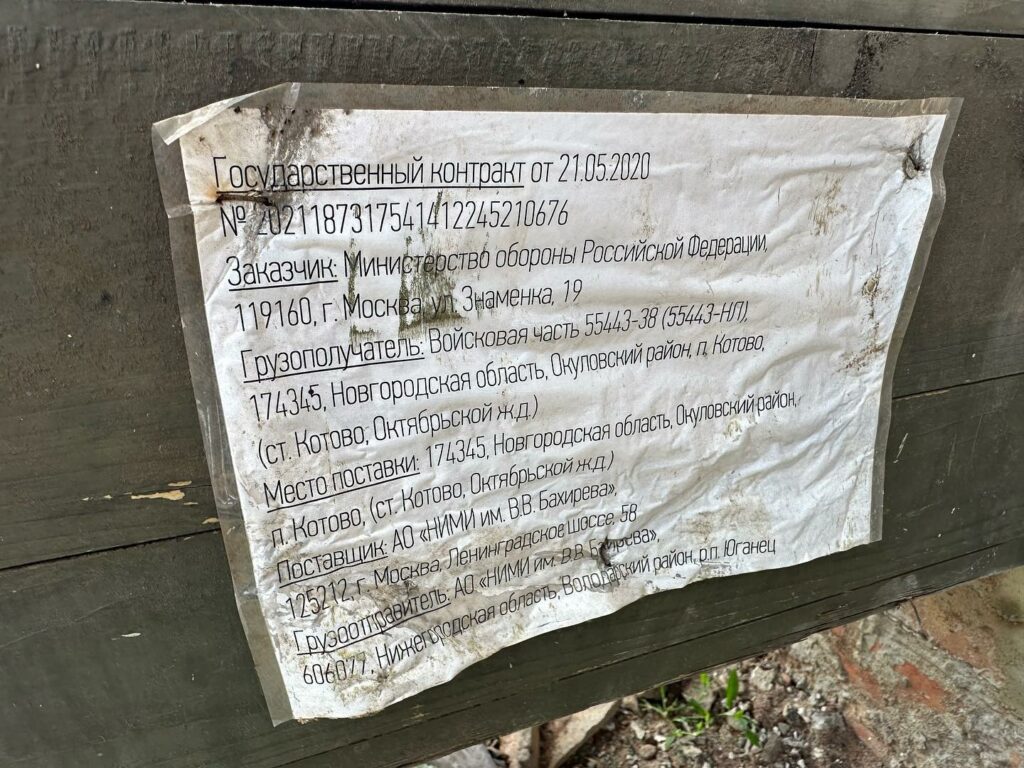 Государственный контракт от 21.05.2020
№ 2021187317541412245210676
Заказчик: Министерство обороны Российской Федерации,
119160, г. Москва, ул. Знаменка, 19
Грузополучатель: Войсковая часть 55443-38 (55443-НЛ),
174345, Новгородская область, Окуловский район, п. Котово,
(ст. Котово, Октябрьской ж.д.)
Место поставки: 174345, Новгородская область, Окуловский район,
п. Котово, (ст. Котово, Октябрьской ж.д.)
Поставщик: АО «НИМИ им. В.В. Бахирева»,
125212, г. Москва, Ленинградское шоссе, 58
Грузоотправитель: АО «НИМИ им. В.В. Бахирева»,
606077, Нижегородская область, Володарский район, р.п. Юганец